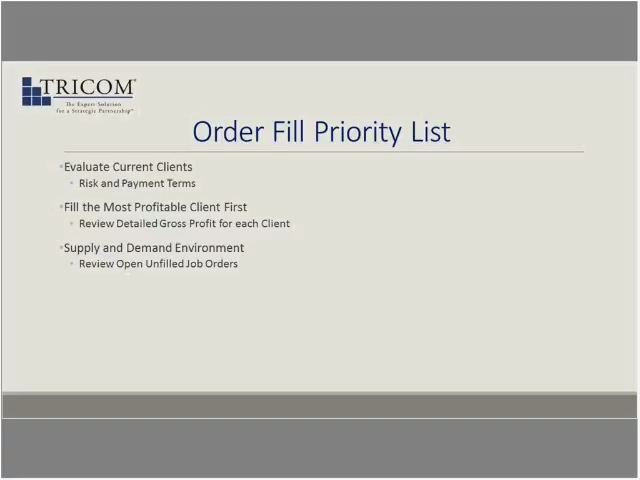 TRICOM
The Expert Solution
for a Strategic Partnership™
Order Fill Priority List
Evaluate Current Clients
Risk and Payment Terms
Fill the Most Profitable Client First
Review Detailed Gross Profit for each Client
Supply and Demand Environment
Review Open Unfilled Job Orders